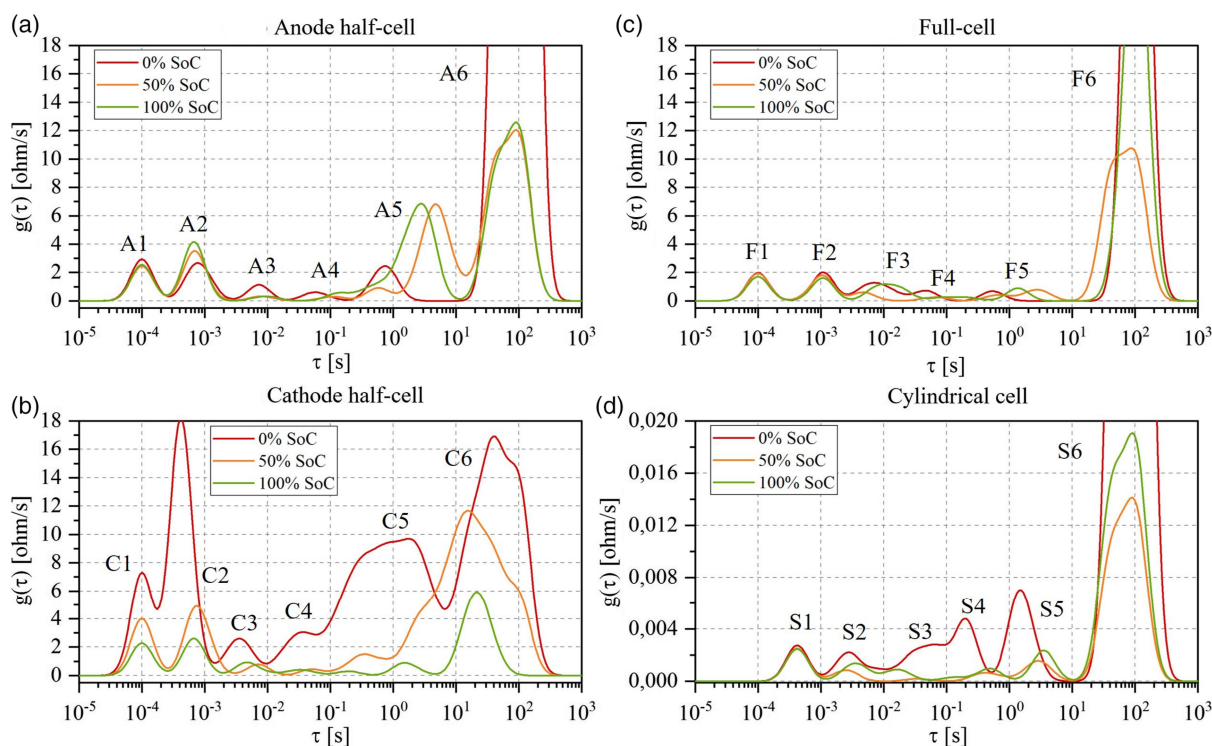 (a)
Anode half-cell
18
16
14
12
10
8
6
4
2
0
g(τ) [ohm/s]
0% SoC
50% SoC
100% SoC
A1
A2
A3
A4
A5
A6
10⁻⁵ 10⁻⁴ 10⁻³ 10⁻² 10⁻¹ 10⁰ 10¹ 10² 10³
τ [s]
(c)
Full-cell
18
16
14
12
10
8
6
4
2
0
g(τ) [ohm/s]
0% SoC
50% SoC
100% SoC
F1
F2
F3
F4
F5
F6
10⁻⁵ 10⁻⁴ 10⁻³ 10⁻² 10⁻¹ 10⁰ 10¹ 10² 10³
τ [s]
(b)
Cathode half-cell
18
16
14
12
10
8
6
4
2
0
g(τ) [ohm/s]
0% SoC
50% SoC
100% SoC
C1
C2
C3
C4
C5
C6
10⁻⁵ 10⁻⁴ 10⁻³ 10⁻² 10⁻¹ 10⁰ 10¹ 10² 10³
τ [s]
(d)
Cylindrical cell
0,020
0,016
0,012
0,008
0,004
0,000
g(τ) [ohm/s]
0% SoC
50% SoC
100% SoC
S1
S2
S3
S4
S5
S6
10⁻⁵ 10⁻⁴ 10⁻³ 10⁻² 10⁻¹ 10⁰ 10¹ 10² 10³
τ [s]